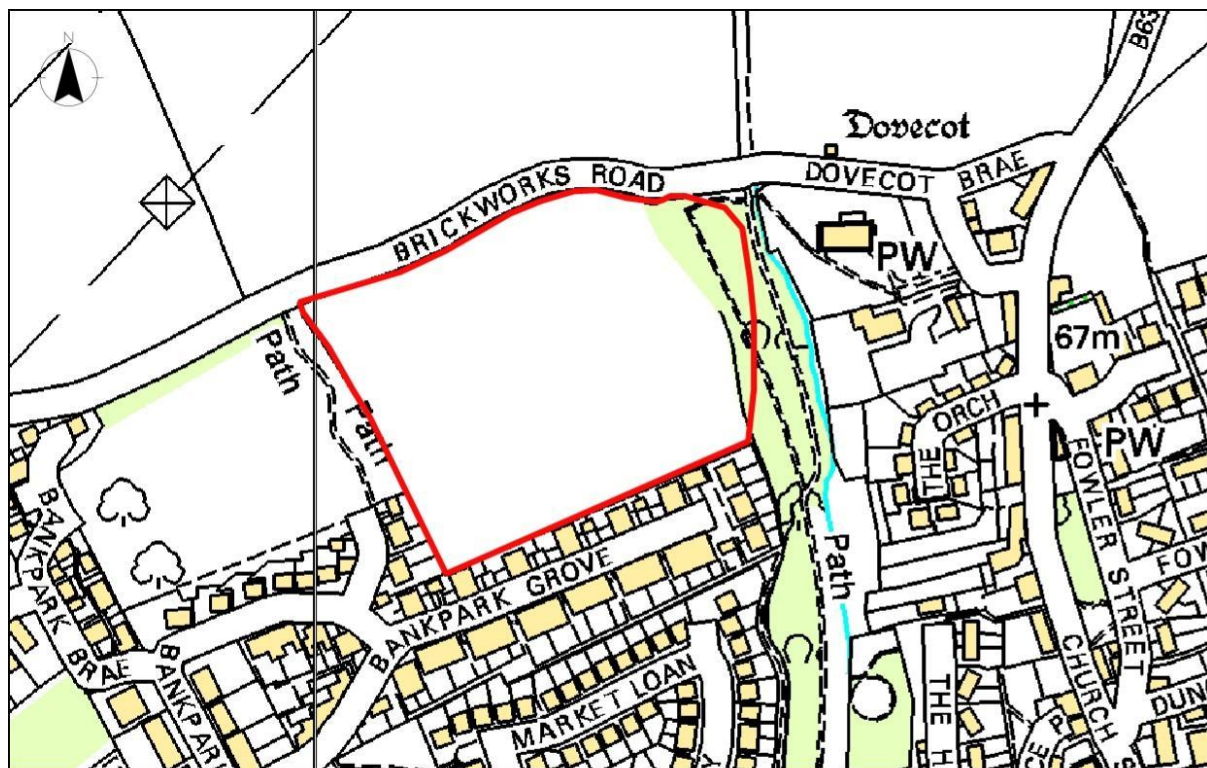 N
B63
Dovecot
DOVECOT BRAE
BRICKWORKS ROAD
PW
67m
Path
Path
THE ORCH
PW
FOWLER STREET
FOW
BANKPARK BRAE
BANKPARK GROVE
BANKPAR
Path
MARKET LOAN
THE H
CHURCH
DUN